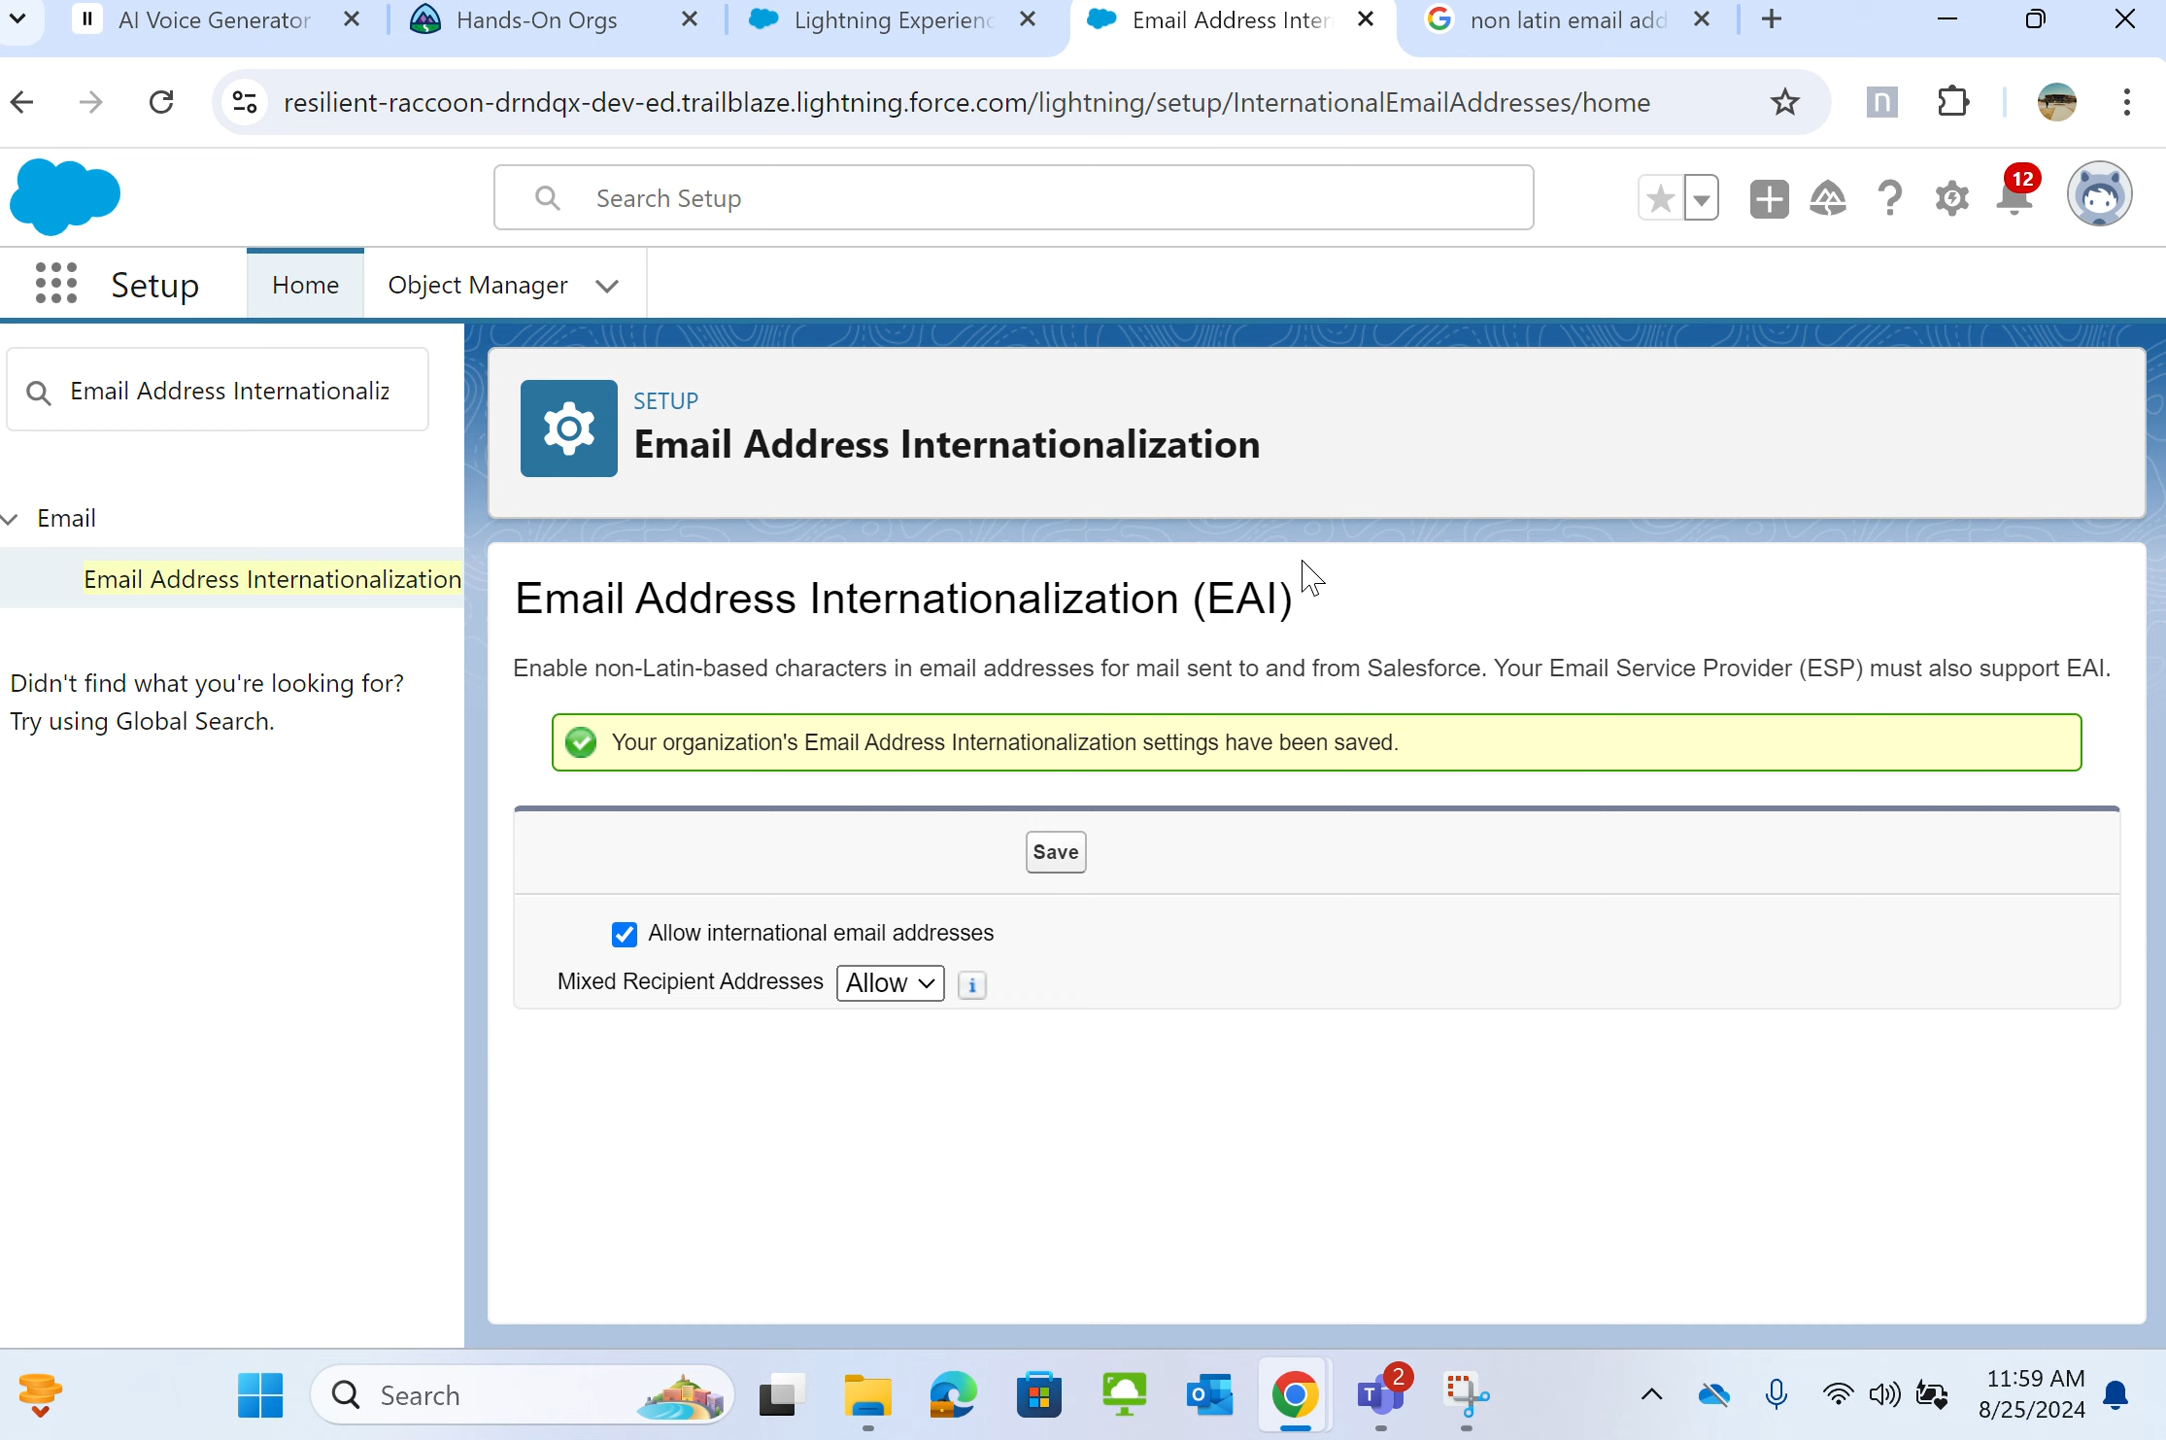 AI Voice Generator
Hands-On Orgs
Lightning Experienc
Email Address Inter
non latin email add
resilient-raccoon-drndqx-dev-ed.trailblaze.lightning.force.com/lightning/setup/InternationalEmailAddresses/home
n
Search Setup
12
Setup
Home
Object Manager
Email Address Internationaliz
SETUP
Email Address Internationalization
Email
Email Address Internationalization
Didn't find what you're looking for?
Try using Global Search.
Email Address Internationalization (EAI)
Enable non-Latin-based characters in email addresses for mail sent to and from Salesforce. Your Email Service Provider (ESP) must also support EAI.
Your organization's Email Address Internationalization settings have been saved.
Save
Allow international email addresses
Mixed Recipient Addresses Allow i
Search
2
11:59 AM
8/25/2024